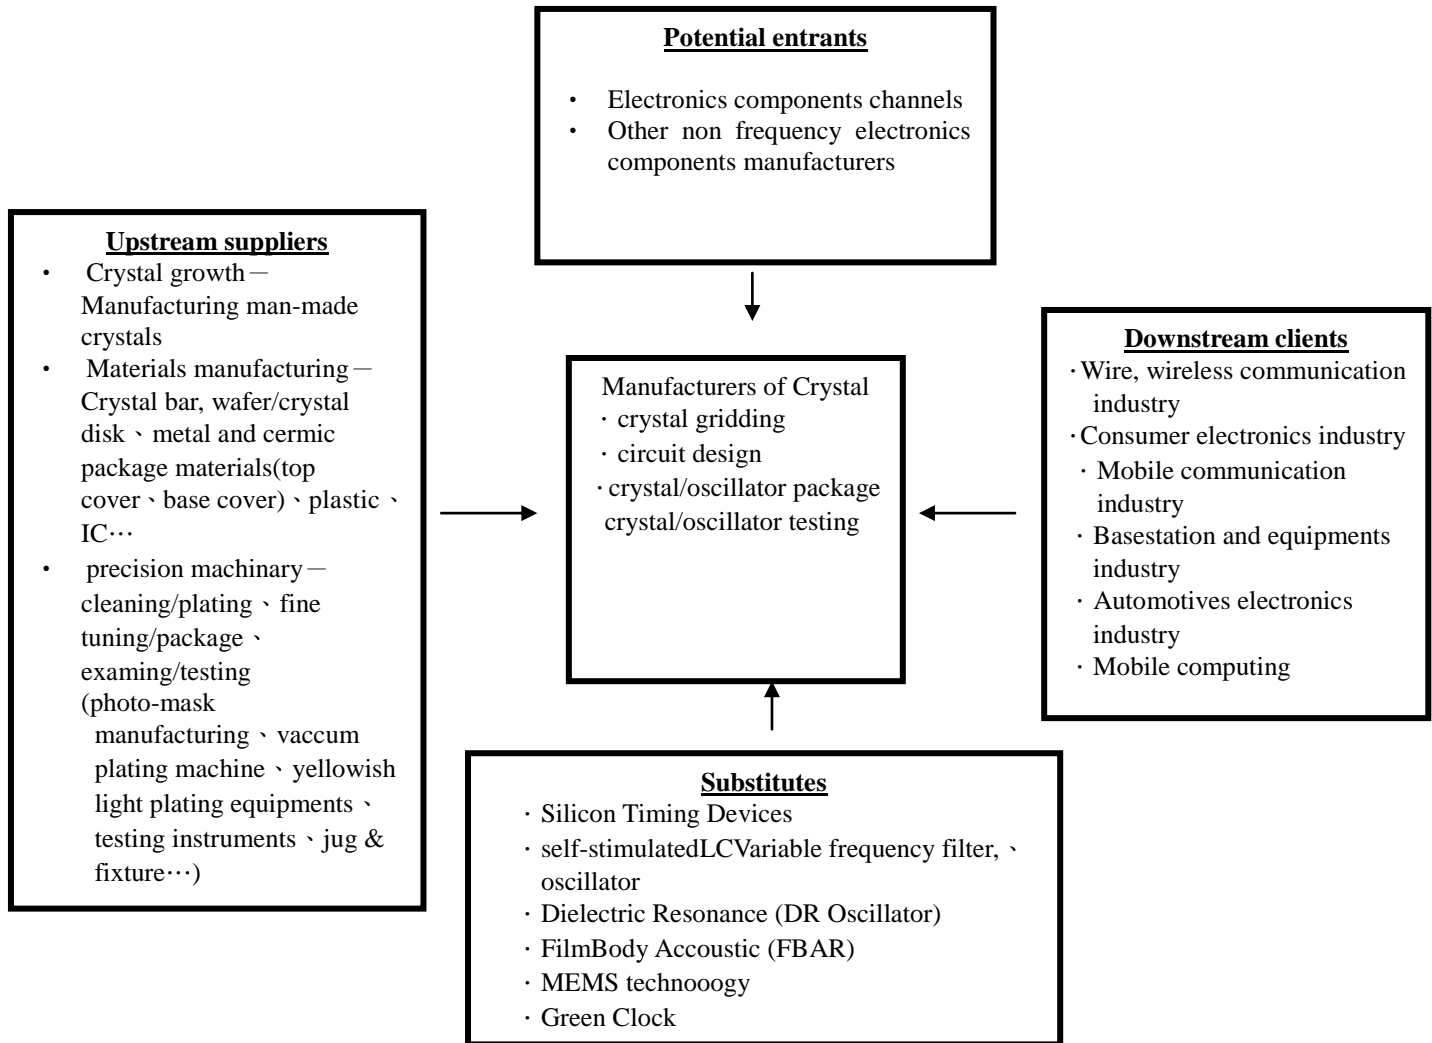 Potential entrants
・ Electronics components channels
・ Other non frequency electronics
components manufacturers
Upstream suppliers
・ Crystal growth－
Manufacturing man-made
crystals
・ Materials manufacturing－
Crystal bar, wafer/crystal
disk、metal and cermic
package materials(top
cover、base cover)、plastic、
IC…
・ precision machinary－
cleaning/plating、fine
tuning/package、
examing/testing
(photo-mask
manufacturing、vaccum
plating machine、yellowish
light plating equipments、
testing instruments、jug &
fixture…)
Manufacturers of Crystal
・crystal gridding
・circuit design
・crystal/oscillator package
crystal/oscillator testing
Downstream clients
・Wire, wireless communication
industry
・Consumer electronics industry
・Mobile communication
industry
・Basestation and equipments
industry
・Automotives electronics
industry
・Mobile computing
Substitutes
・Silicon Timing Devices
・self-stimulatedLCVariable frequency filter,、
oscillator
・Dielectric Resonance (DR Oscillator)
・FilmBody Accoustic (FBAR)
・MEMS technooogy
・Green Clock